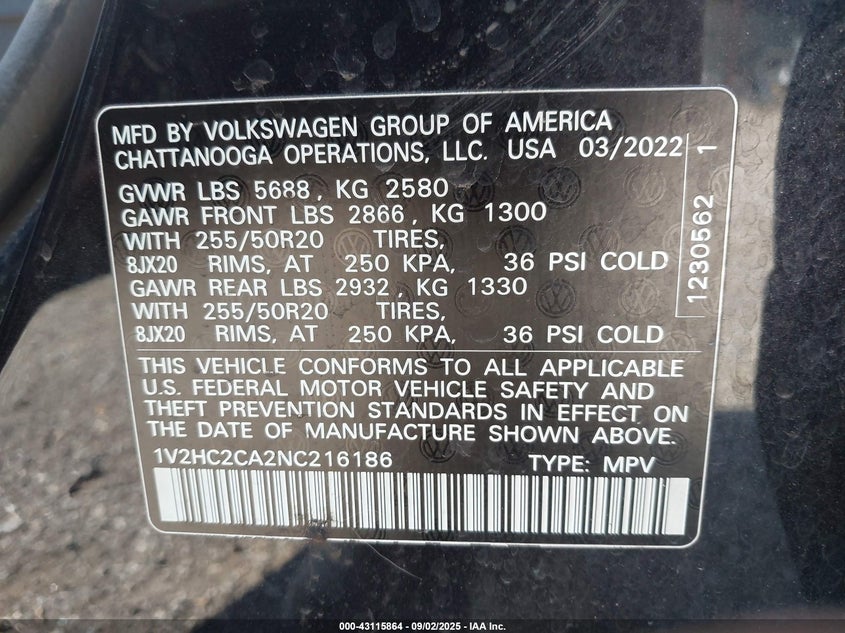 MFD BY VOLKSWAGEN GROUP OF AMERICA
CHATTANOOGA OPERATIONS, LLC. USA 03/2022
GVWR LBS 5688, KG 2580
GAWR FRONT LBS 2866, KG 1300
WITH 255/50R20 TIRES,
8JX20 RIMS, AT 250 KPA, 36 PSI COLD
GAWR REAR LBS 2932, KG 1330
WITH 255/50R20 TIRES,
8JX20 RIMS, AT 250 KPA, 36 PSI COLD
1230562 1
THIS VEHICLE CONFORMS TO ALL APPLICABLE
U.S. FEDERAL MOTOR VEHICLE SAFETY AND
THEFT PREVENTION STANDARDS IN EFFECT ON
THE DATE OF MANUFACTURE SHOWN ABOVE.
1V2HC2CA2NC216186 TYPE: MPV
000-43115864 - 09/02/2025 - IAA Inc.